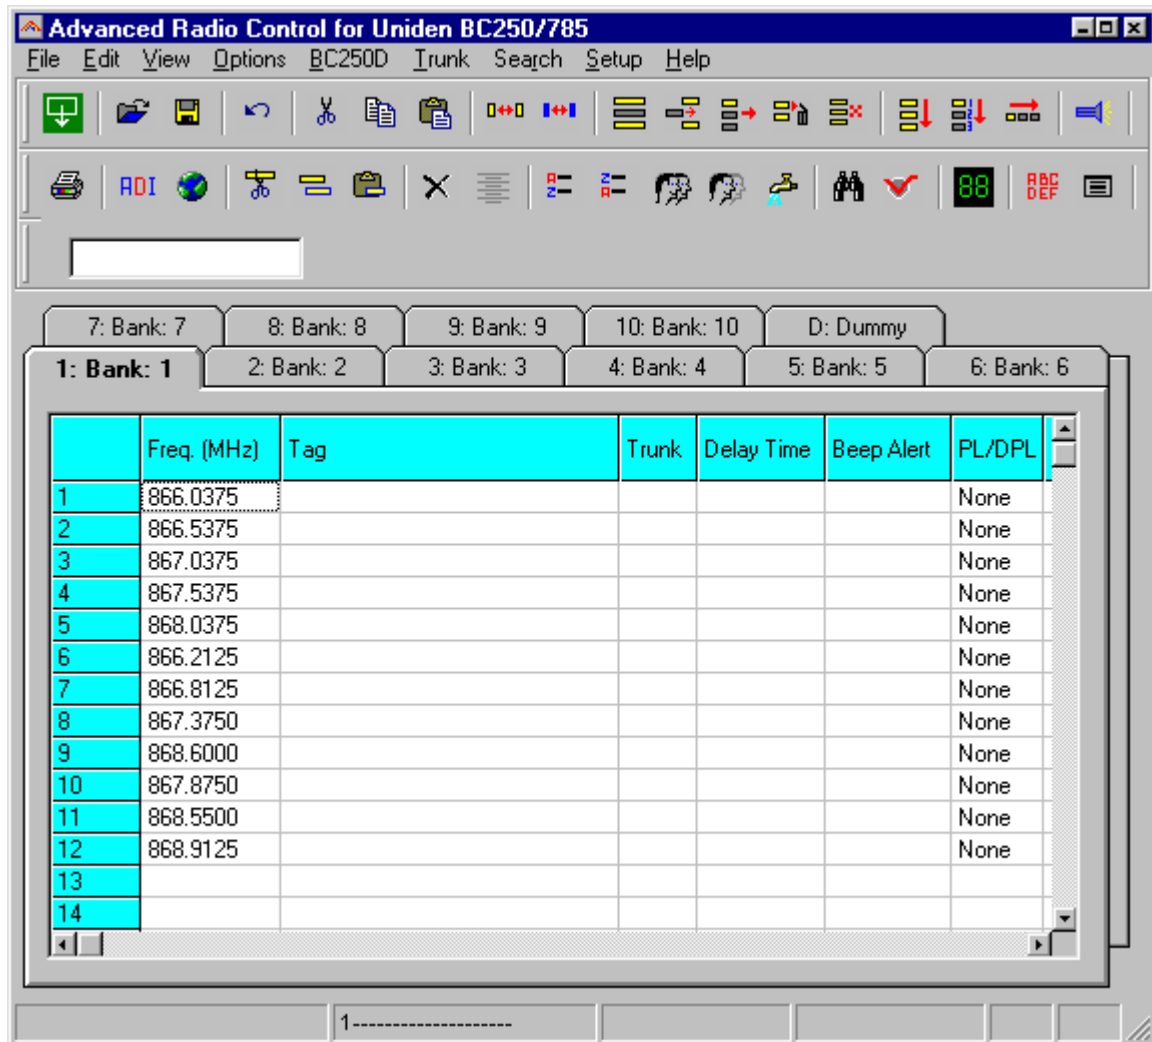 Advanced Radio Control for Uniden BC250/785
File Edit View Options BC250D Trunk Search Setup Help
ADI 88 ABC DEF
7: Bank: 7 8: Bank: 8 9: Bank: 9 10: Bank: 10 D: Dummy
1: Bank: 1 2: Bank: 2 3: Bank: 3 4: Bank: 4 5: Bank: 5 6: Bank: 6
Freq. (MHz) Tag Trunk Delay Time Beep Alert PL/DPL
1 866.0375 None
2 866.5375 None
3 867.0375 None
4 867.5375 None
5 868.0375 None
6 866.2125 None
7 866.8125 None
8 867.3750 None
9 868.6000 None
10 867.8750 None
11 868.5500 None
12 868.9125 None
13
14
1--------------------